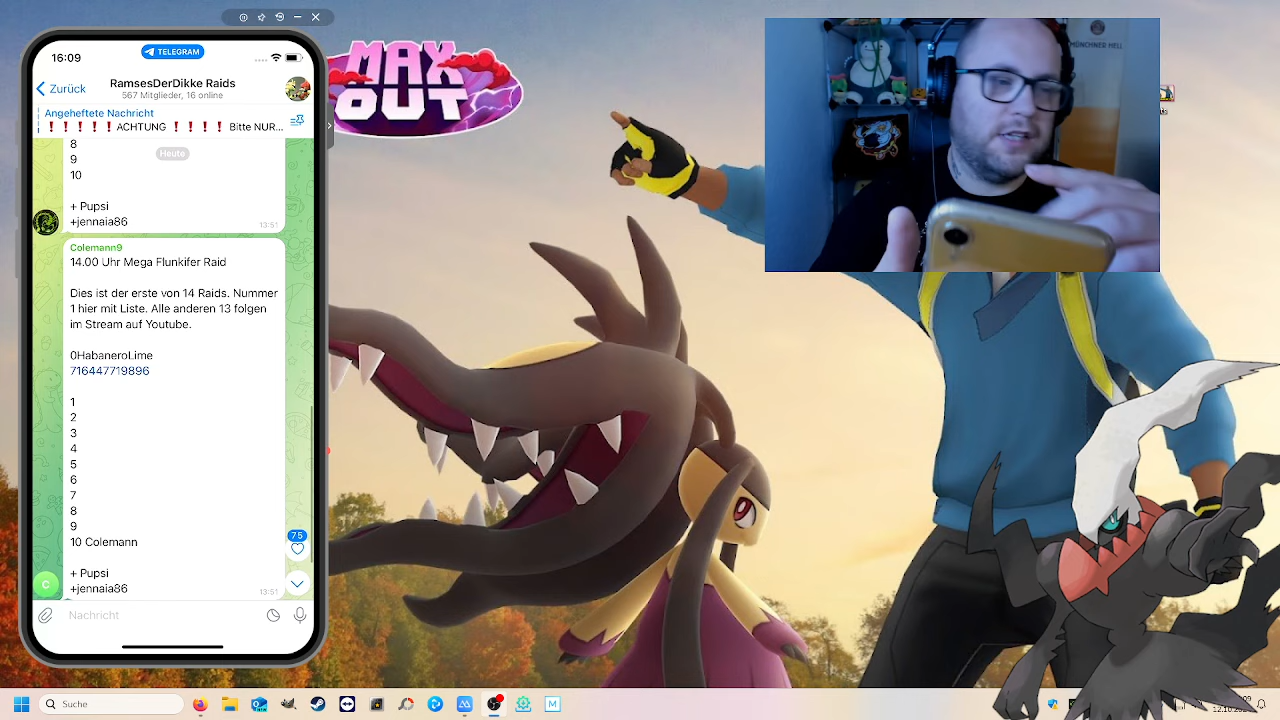 16:09
TELEGRAM
Zurück
RamsesDerDikke Raids
567 Mitglieder, 16 online
Angeheftete Nachricht
❗❗❗❗❗ACHTUNG ❗❗❗❗ Bitte NUR...
8
Heute
9
10
+ Pupsi
+jennaia86
13:51
Colemann9
14.00 Uhr Mega Flunkifer Raid
Dies ist der erste von 14 Raids. Nummer
1 hier mit Liste. Alle anderen 13 folgen
im Stream auf Youtube.
0HabaneroLime
716447719896
1
2
3
4
5
6
7
8
9
10 Colemann
75
+ Pupsi
+jennaia86
13:51
C
Nachricht
MAX
OUT
MÜNCHNER HELL
Suche
M